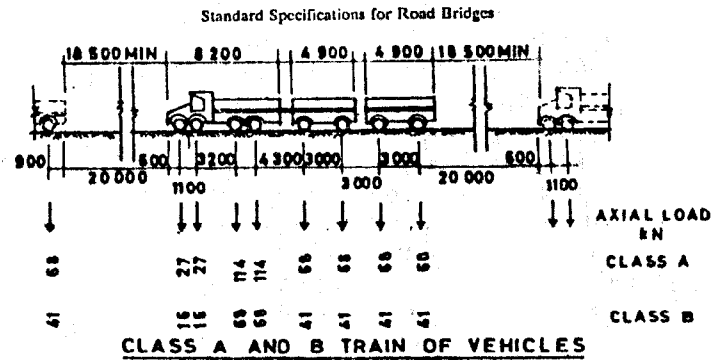 Standard Specifications for Road Bridges
18 500 MIN 8 200 4 900 4 900 18 500 MIN
900 20 000 600 1100 3200 4 300 3000 3 000 3000 20 000 600 1100
AXIAL LOAD
kN
68 27 27 114 114 68 68 68 68 CLASS A
41 16 16 68 68 41 41 41 41 CLASS B
CLASS A AND B TRAIN OF VEHICLES